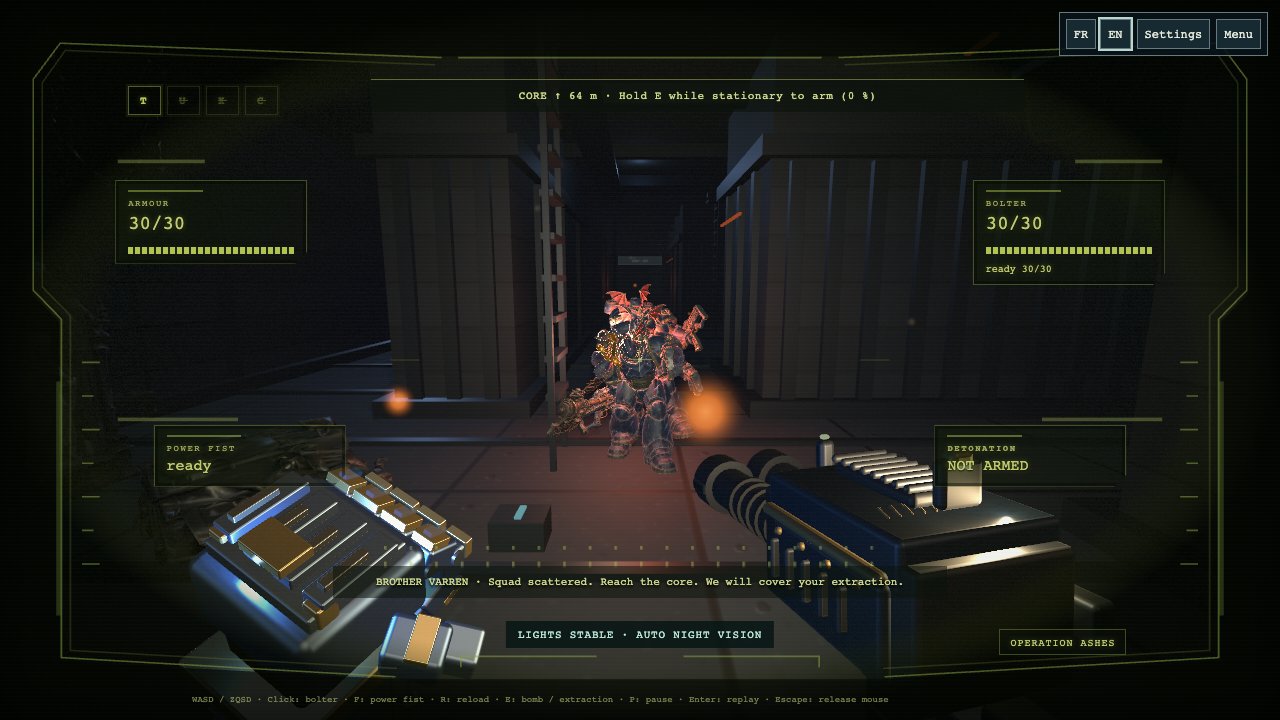 FR EN Settings Menu
CORE ↑ 64 m · Hold E while stationary to arm (0 %)
T
ARMOUR
30/30
BOLTER
30/30
ready 30/30
POWER FIST
ready
DETONATION
NOT ARMED
BROTHER VARREN · Squad scattered. Reach the core. We will cover your extraction.
LIGHTS STABLE · AUTO NIGHT VISION
OPERATION ASHES
WASD / ZQSD · Click: bolter · F: power fist · R: reload · E: bomb / extraction · P: pause · Enter: replay · Escape: release mouse